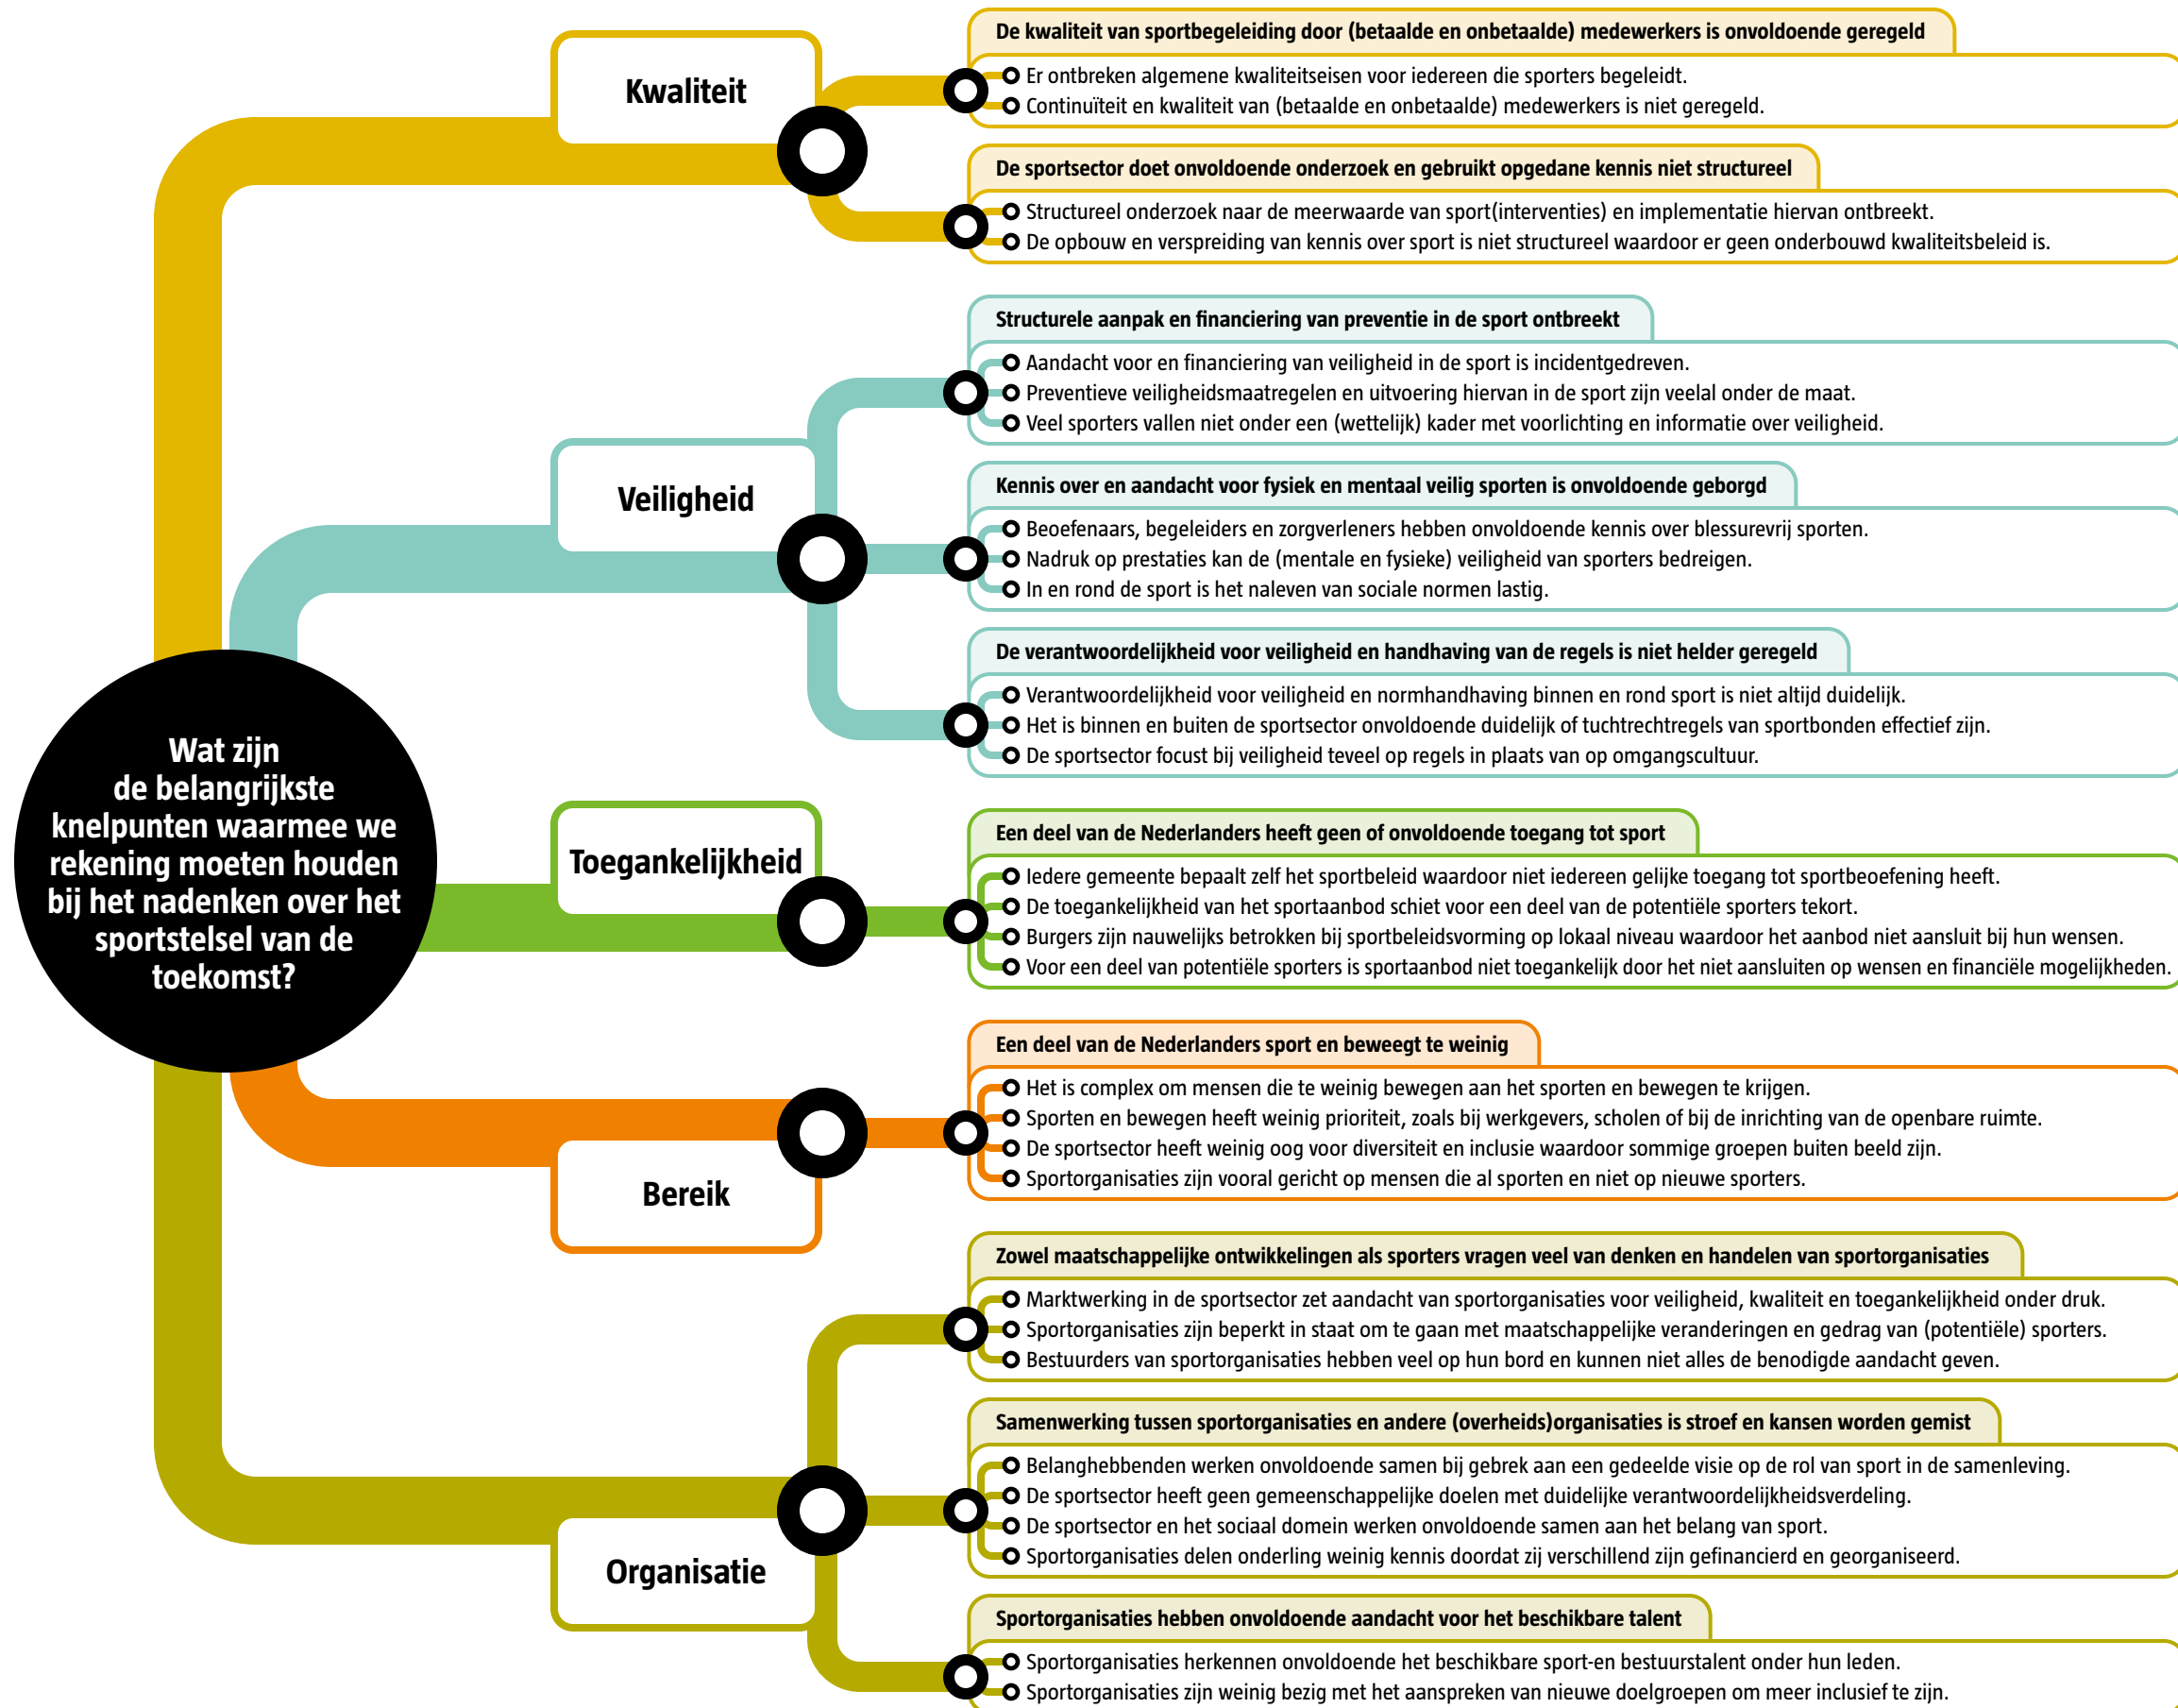 Wat zijn
de belangrijkste
knelpunten waarmee we
rekening moeten houden
bij het nadenken over het
sportstelsel van de
toekomst?
Kwaliteit
De kwaliteit van sportbegeleiding door (betaalde en onbetaalde) medewerkers is onvoldoende geregeld
Er ontbreken algemene kwaliteitseisen voor iedereen die sporters begeleidt.
Continuïteit en kwaliteit van (betaalde en onbetaalde) medewerkers is niet geregeld.
De sportsector doet onvoldoende onderzoek en gebruikt opgedane kennis niet structureel
Structureel onderzoek naar de meerwaarde van sport(interventies) en implementatie hiervan ontbreekt.
De opbouw en verspreiding van kennis over sport is niet structureel waardoor er geen onderbouwd kwaliteitsbeleid is.
Veiligheid
Structurele aanpak en financiering van preventie in de sport ontbreekt
Aandacht voor en financiering van veiligheid in de sport is incidentgedreven.
Preventieve veiligheidsmaatregelen en uitvoering hiervan in de sport zijn veelal onder de maat.
Veel sporters vallen niet onder een (wettelijk) kader met voorlichting en informatie over veiligheid.
Kennis over en aandacht voor fysiek en mentaal veilig sporten is onvoldoende geborgd
Beoefenaars, begeleiders en zorgverleners hebben onvoldoende kennis over blessurevrij sporten.
Nadruk op prestaties kan de (mentale en fysieke) veiligheid van sporters bedreigen.
In en rond de sport is het naleven van sociale normen lastig.
De verantwoordelijkheid voor veiligheid en handhaving van de regels is niet helder geregeld
Verantwoordelijkheid voor veiligheid en normhandhaving binnen en rond sport is niet altijd duidelijk.
Het is binnen en buiten de sportsector onvoldoende duidelijk of tuchtrechtregels van sportbonden effectief zijn.
De sportsector focust bij veiligheid teveel op regels in plaats van op omgangscultuur.
Toegankelijkheid
Een deel van de Nederlanders heeft geen of onvoldoende toegang tot sport
Iedere gemeente bepaalt zelf het sportbeleid waardoor niet iedereen gelijke toegang tot sportbeoefening heeft.
De toegankelijkheid van het sportaanbod schiet voor een deel van de potentiële sporters tekort.
Burgers zijn nauwelijks betrokken bij sportbeleidsvorming op lokaal niveau waardoor het aanbod niet aansluit bij hun wensen.
Voor een deel van potentiële sporters is sportaanbod niet toegankelijk door het niet aansluiten op wensen en financiële mogelijkheden.
Bereik
Een deel van de Nederlanders sport en beweegt te weinig
Het is complex om mensen die te weinig bewegen aan het sporten en bewegen te krijgen.
Sporten en bewegen heeft weinig prioriteit, zoals bij werkgevers, scholen of bij de inrichting van de openbare ruimte.
De sportsector heeft weinig oog voor diversiteit en inclusie waardoor sommige groepen buiten beeld zijn.
Sportorganisaties zijn vooral gericht op mensen die al sporten en niet op nieuwe sporters.
Organisatie
Zowel maatschappelijke ontwikkelingen als sporters vragen veel van denken en handelen van sportorganisaties
Marktwerking in de sportsector zet aandacht van sportorganisaties voor veiligheid, kwaliteit en toegankelijkheid onder druk.
Sportorganisaties zijn beperkt in staat om te gaan met maatschappelijke veranderingen en gedrag van (potentiële) sporters.
Bestuurders van sportorganisaties hebben veel op hun bord en kunnen niet alles de benodigde aandacht geven.
Samenwerking tussen sportorganisaties en andere (overheids)organisaties is stroef en kansen worden gemist
Belanghebbenden werken onvoldoende samen bij gebrek aan een gedeelde visie op de rol van sport in de samenleving.
De sportsector heeft geen gemeenschappelijke doelen met duidelijke verantwoordelijkheidsverdeling.
De sportsector en het sociaal domein werken onvoldoende samen aan het belang van sport.
Sportorganisaties delen onderling weinig kennis doordat zij verschillend zijn gefinancierd en georganiseerd.
Sportorganisaties hebben onvoldoende aandacht voor het beschikbare talent
Sportorganisaties herkennen onvoldoende het beschikbare sport-en bestuurstalent onder hun leden.
Sportorganisaties zijn weinig bezig met het aanspreken van nieuwe doelgroepen om meer inclusief te zijn.